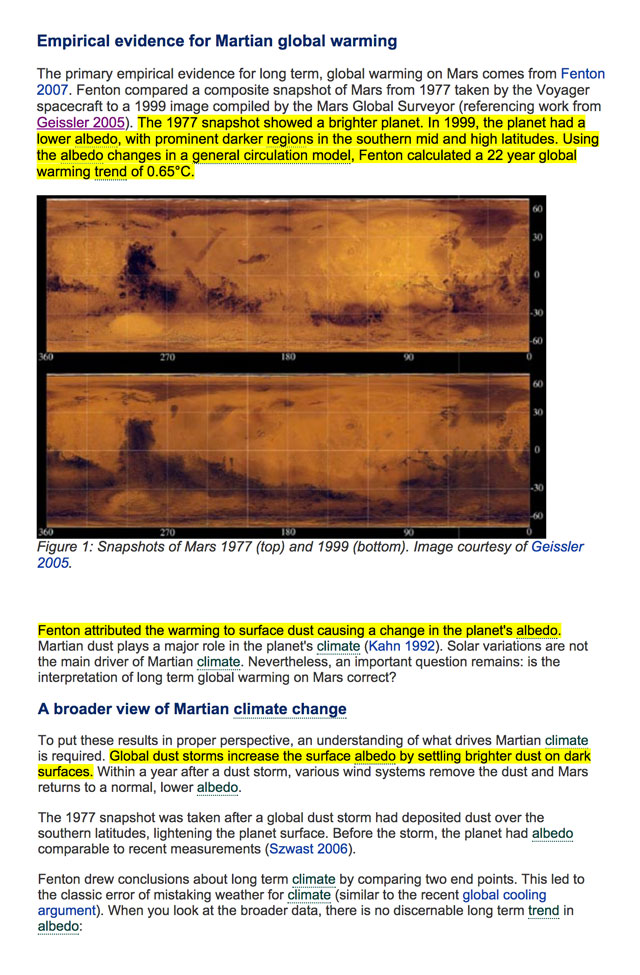 Empirical evidence for Martian global warming
The primary empirical evidence for long term, global warming on Mars comes from Fenton
2007. Fenton compared a composite snapshot of Mars from 1977 taken by the Voyager
spacecraft to a 1999 image compiled by the Mars Global Surveyor (referencing work from
Geissler 2005). The 1977 snapshot showed a brighter planet. In 1999, the planet had a
lower albedo, with prominent darker regions in the southern mid and high latitudes. Using
the albedo changes in a general circulation model, Fenton calculated a 22 year global
warming trend of 0.65°C.
60
30
0
-30
-60
360 270 180 90 0
60
30
0
-30
-60
360 270 180 90 0
Figure 1: Snapshots of Mars 1977 (top) and 1999 (bottom). Image courtesy of Geissler
2005.
Fenton attributed the warming to surface dust causing a change in the planet's albedo.
Martian dust plays a major role in the planet's climate (Kahn 1992). Solar variations are not
the main driver of Martian climate. Nevertheless, an important question remains: is the
interpretation of long term global warming on Mars correct?
A broader view of Martian climate change
To put these results in proper perspective, an understanding of what drives Martian climate
is required. Global dust storms increase the surface albedo by settling brighter dust on dark
surfaces. Within a year after a dust storm, various wind systems remove the dust and Mars
returns to a normal, lower albedo.
The 1977 snapshot was taken after a global dust storm had deposited dust over the
southern latitudes, lightening the planet surface. Before the storm, the planet had albedo
comparable to recent measurements (Szwast 2006).
Fenton drew conclusions about long term climate by comparing two end points. This led to
the classic error of mistaking weather for climate (similar to the recent global cooling
argument). When you look at the broader data, there is no discernable long term trend in
albedo: